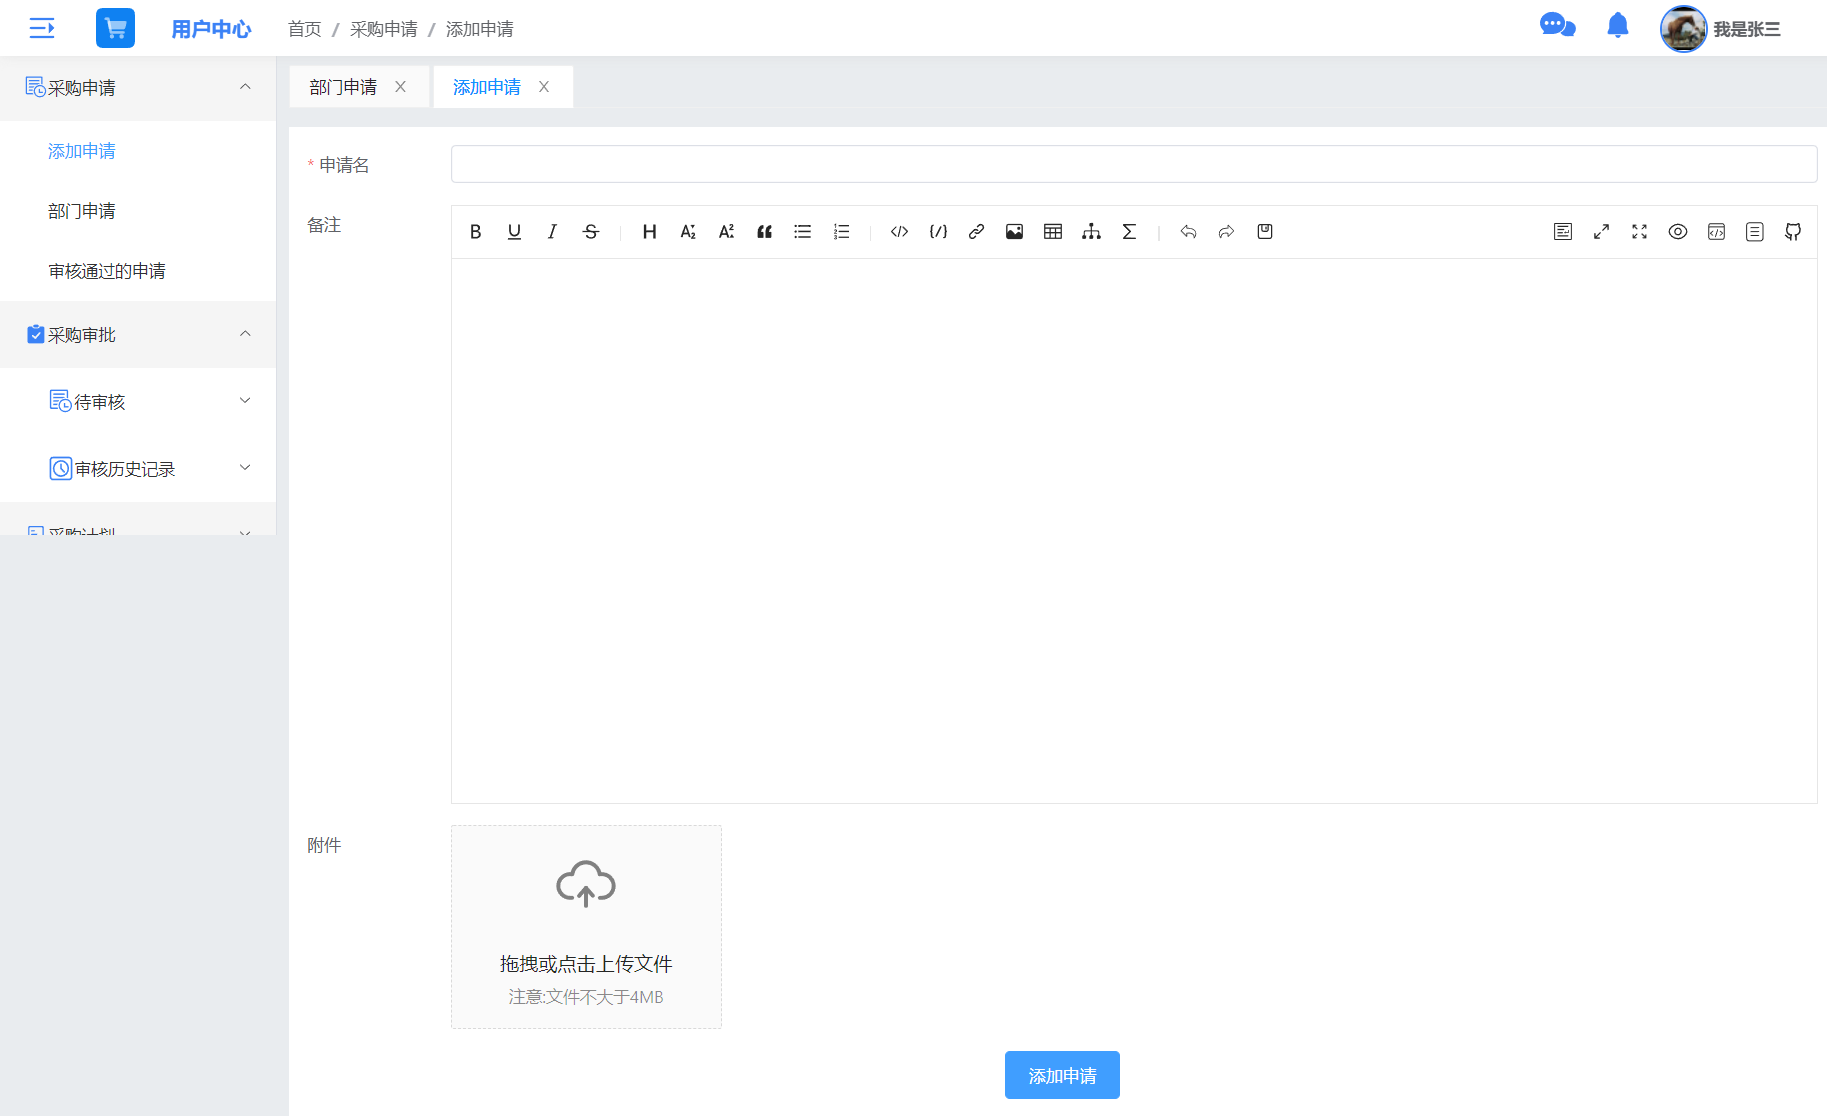 用户中心
首页 / 采购申请 / 添加申请
我是张三
采购申请
添加申请
部门申请
审核通过的申请
采购审批
待审核
审核历史记录
采购计划
部门申请
添加申请
* 申请名
备注
附件
拖拽或点击上传文件
注意:文件不大于4MB
添加申请